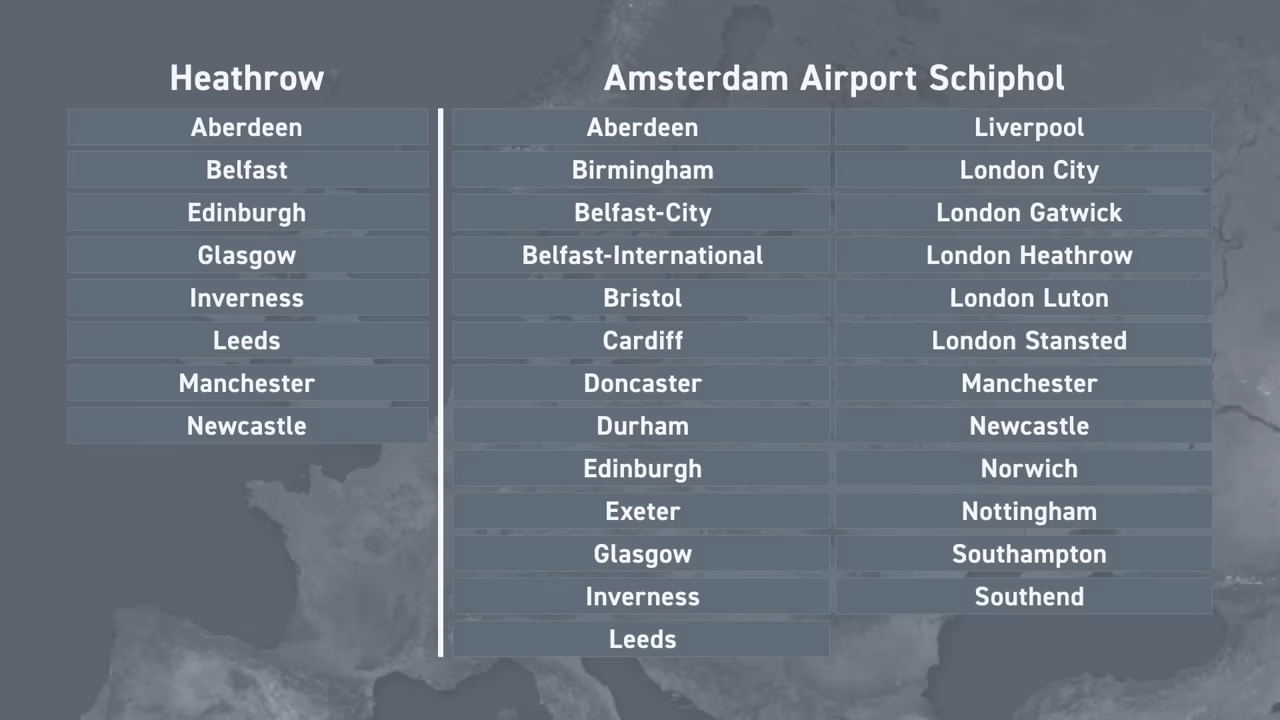 Heathrow
Aberdeen
Belfast
Edinburgh
Glasgow
Inverness
Leeds
Manchester
Newcastle
Amsterdam Airport Schiphol
Aberdeen
Birmingham
Belfast-City
Belfast-International
Bristol
Cardiff
Doncaster
Durham
Edinburgh
Exeter
Glasgow
Inverness
Leeds
Liverpool
London City
London Gatwick
London Heathrow
London Luton
London Stansted
Manchester
Newcastle
Norwich
Nottingham
Southampton
Southend